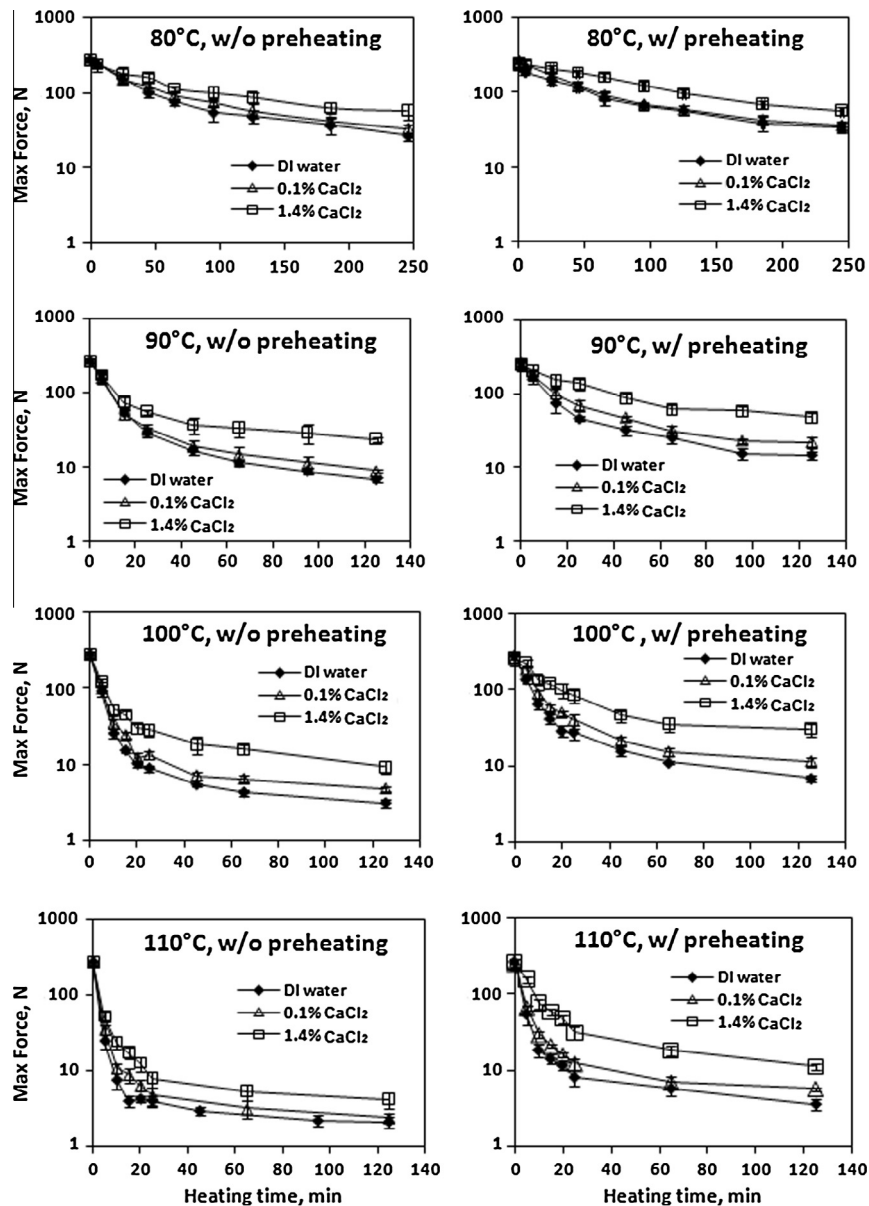 80°C, w/o preheating
Max Force, N
1000
100
10
1
DI water
0.1% CaCl₂
1.4% CaCl₂
0 50 100 150 200 250
80°C, w/ preheating
1000
100
10
1
DI water
0.1% CaCl₂
1.4% CaCl₂
0 50 100 150 200 250
90°C, w/o preheating
Max Force, N
1000
100
10
1
DI water
0.1% CaCl₂
1.4% CaCl₂
0 20 40 60 80 100 120 140
90°C, w/ preheating
1000
100
10
1
DI water
0.1% CaCl₂
1.4% CaCl₂
0 20 40 60 80 100 120 140
100°C, w/o preheating
Max Force, N
1000
100
10
1
DI water
0.1% CaCl₂
1.4% CaCl₂
0 20 40 60 80 100 120 140
100°C , w/ preheating
1000
100
10
1
DI water
0.1% CaCl₂
1.4% CaCl₂
0 20 40 60 80 100 120 140
110°C, w/o preheating
Max Force, N
1000
100
10
1
DI water
0.1% CaCl₂
1.4% CaCl₂
0 20 40 60 80 100 120 140
Heating time, min
110°C, w/ preheating
1000
100
10
1
DI water
0.1% CaCl₂
1.4% CaCl₂
0 20 40 60 80 100 120 140
Heating time, min